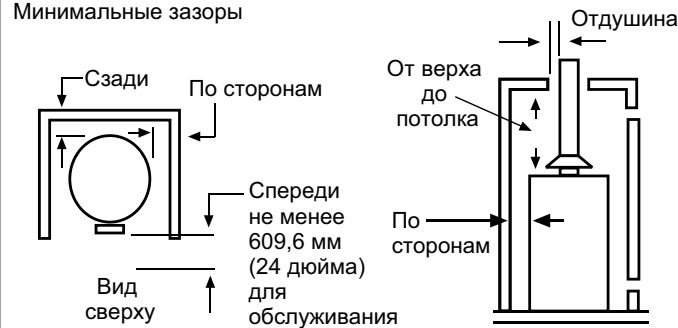 Минимальные зазоры
Сзади
По сторонам
Спереди
не менее
609,6 мм
(24 дюйма)
для
обслуживания
Вид
сверху
Отдушина
От верха
до
потолка
По
сторонам